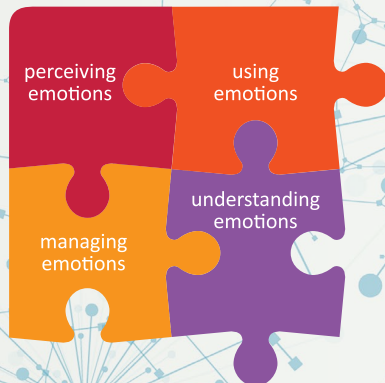 perceiving
emotions
using
emotions
managing
emotions
understanding
emotions